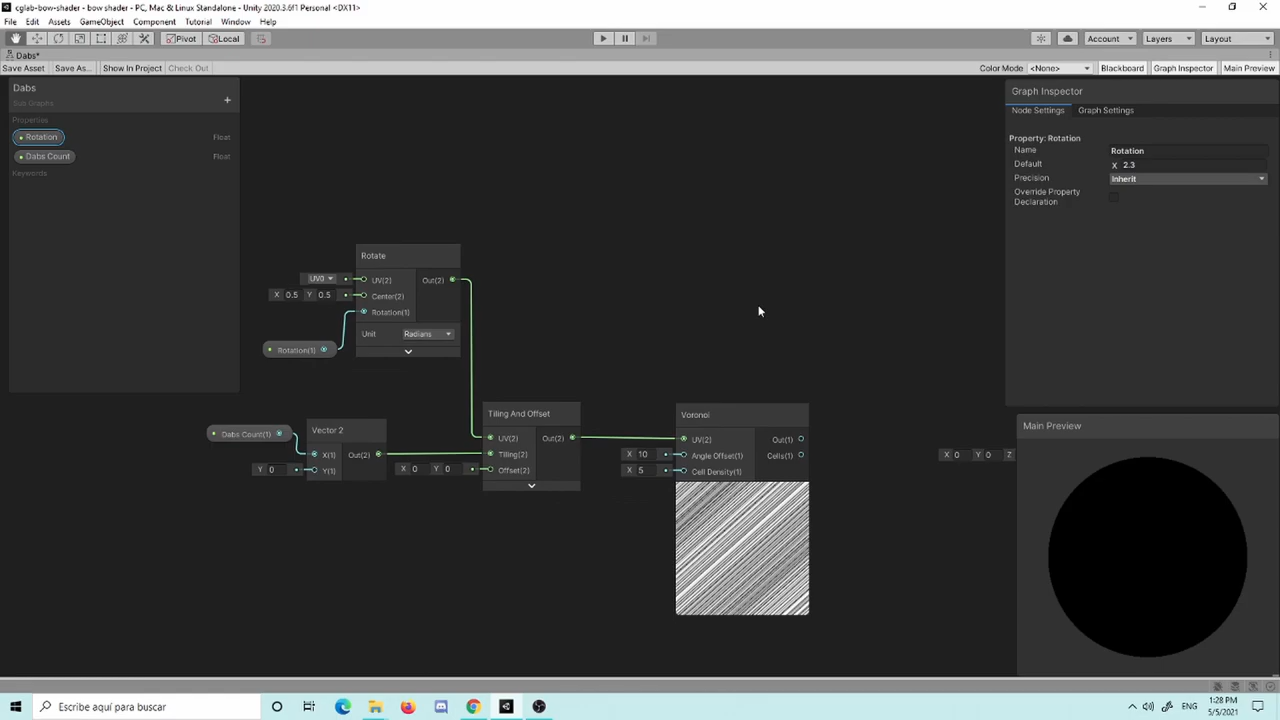 cglab-bow-shader - bow shader - PC, Mac & Linux Standalone - Unity 2020.3.6f1 Personal <DX11>
File Edit Assets GameObject Component Tutorial Window Help
Pivot Local Account Layers Layout
Dabs*
Save Asset Save As... Show In Project Check Out Color Mode <None> Blackboard Graph Inspector Main Preview
Dabs
Sub Graphs
+
Properties
Rotation Float
Dabs Count Float
Keywords
Graph Inspector
Node Settings Graph Settings
Property: Rotation
Name Rotation
Default X 2.3
Precision Inherit
Override Property
Declaration
Rotate
UV0 UV(2) Out(2)
X 0.5 Y 0.5 Center(2)
Rotation(1)
Unit Radians
Rotation(1)
Dabs Count(1)
Vector 2
X(1) Out(2)
Y 0 Y(1)
Tiling And Offset
UV(2) Out(2)
Tiling(2)
X 0 Y 0 Offset(2)
Voronoi
UV(2) Out(1)
X 10 Angle Offset(1) Cells(1)
X 5 Cell Density(1)
X 0 Y 0 Z
Main Preview
Escribe aquí para buscar
ENG
1:28 PM
5/5/2021